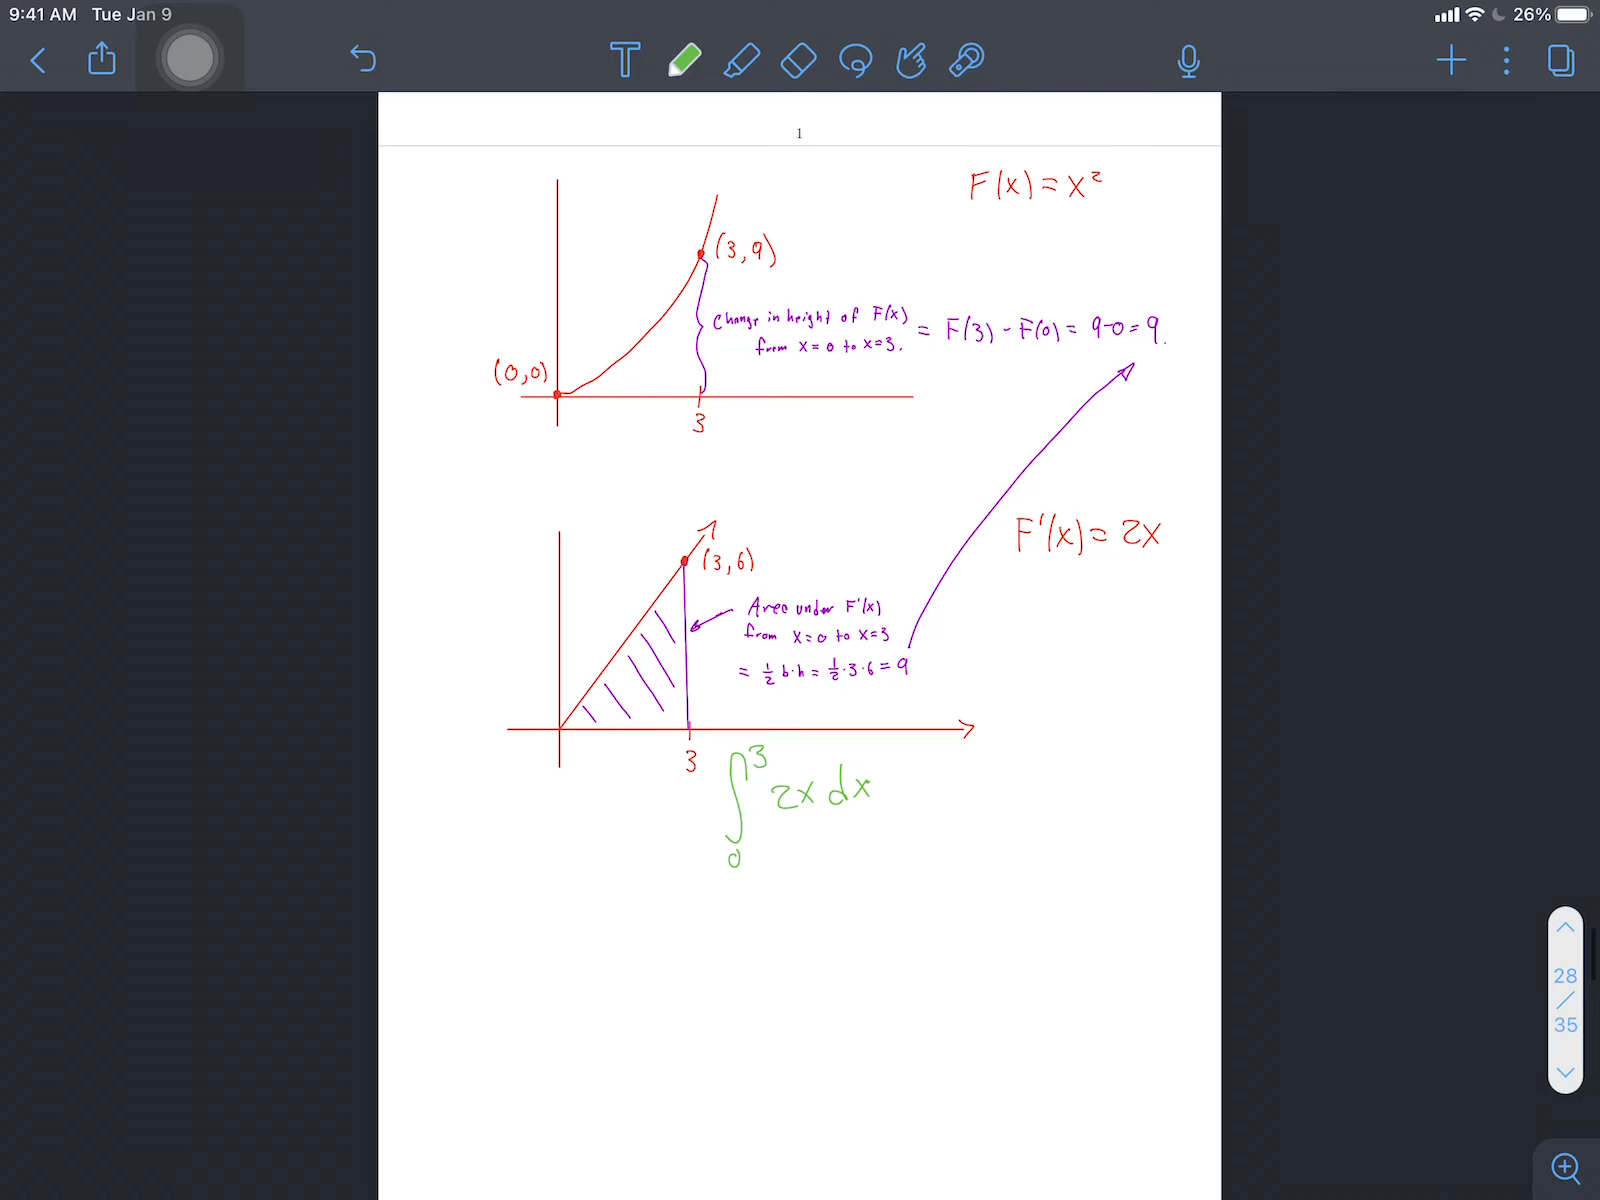 9:41 AM Tue Jan 9
26%
T
1
F(x) = x²
(3,9)
Change in height of F(x)
from x=0 to x=3.
= F(3) - F(0) = 9-0=9.
(0,0)
3
F'(x) = 2x
(3,6)
Area under F'(x)
from x=0 to x=3
= ½ b·h = ½·3·6 = 9
3
∫₀³ 2x dx
28
/
35